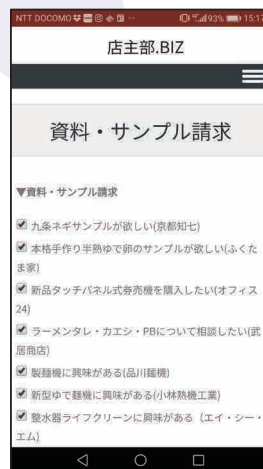 NTT DOCOMO 93% 15:17
店主部.BIZ
資料・サンプル請求
▼資料・サンプル請求
九条ネギサンプルが欲しい(京都知七)
本格手作り半熟ゆで卵のサンプルが欲しい(ふくた
ま家)
新品タッチパネル式券売機を購入したい(オフィス
24)
ラーメンタレ・カエシ・PBについて相談したい(武
居商店)
製麺機に興味がある(品川麺機)
新型ゆで麺機に興味がある(小林熱機工業)
整水器ライフクリーンに興味がある（エイ・シー・
エム)